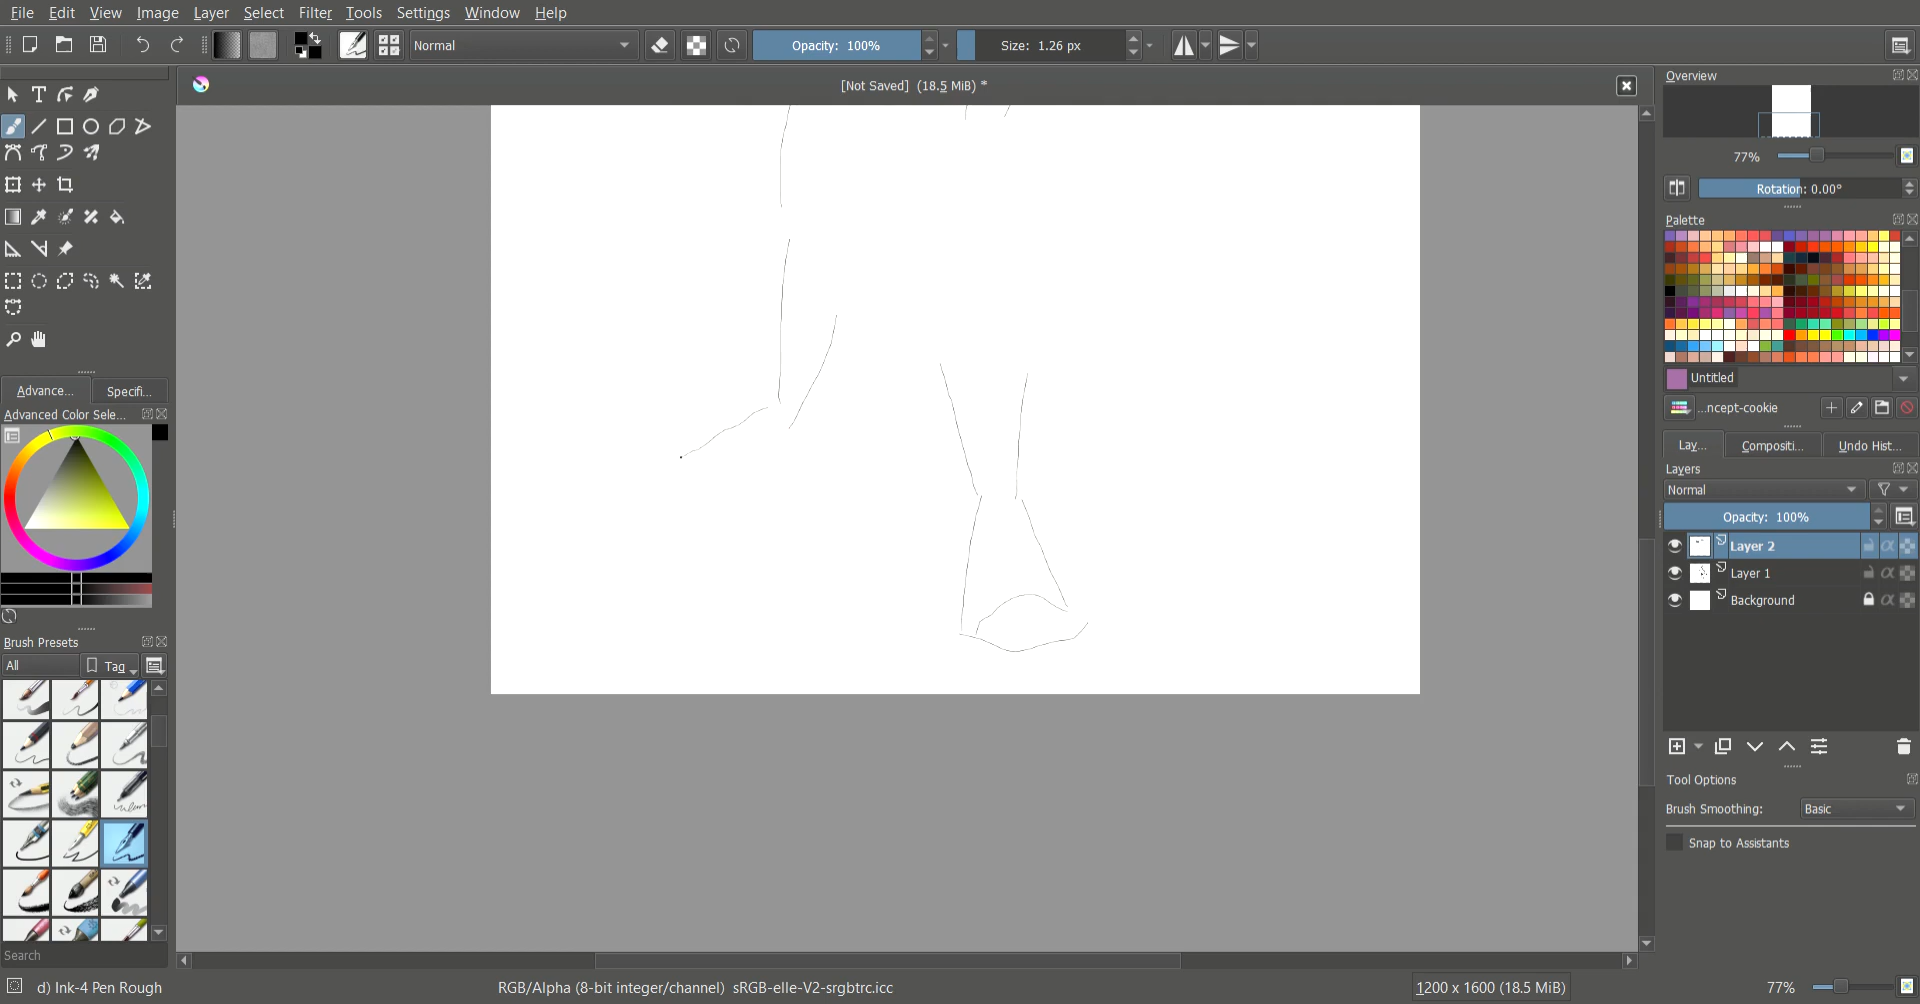 File Edit View Image Layer Select Filter Tools Settings Window Help
Normal
Opacity: 100%
Size: 1.26 px
[Not Saved] (18.5 MiB) *
Overview
77%
Rotation: 0.00°
Palette
Untitled
...ncept-cookie
Lay... Compositi... Undo Hist...
Layers
Normal
Opacity: 100%
Layer 2
Layer 1
Background
Tool Options
Brush Smoothing: Basic
Snap to Assistants
Advance... Specifi...
Advanced Color Sele...
Brush Presets
All Tag
Search
d) Ink-4 Pen Rough
RGB/Alpha (8-bit integer/channel) sRGB-elle-V2-srgbtrc.icc
1200 x 1600 (18.5 MiB)
77%